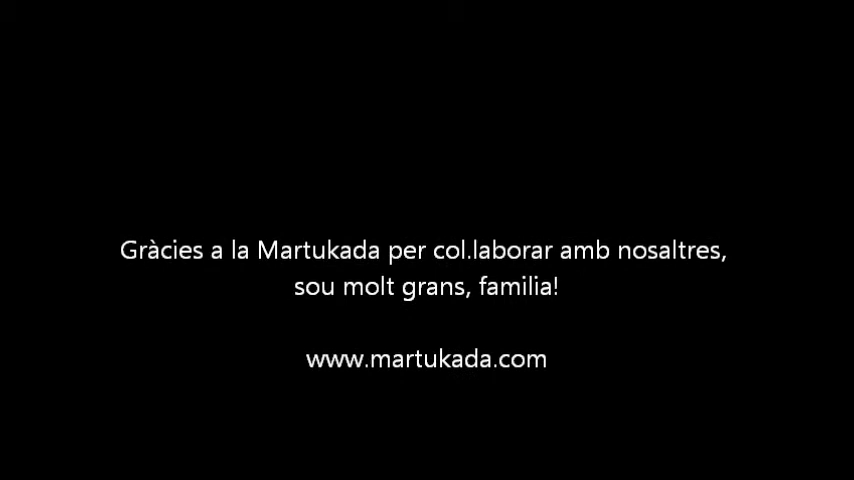 Gràcies a la Martukada per col.laborar amb nosaltres,
sou molt grans, familia!
www.martukada.com